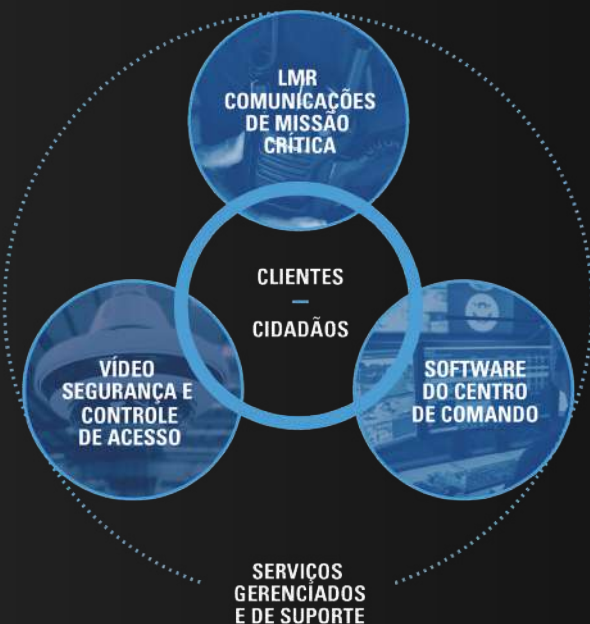 LMR
COMUNICAÇÕES
DE MISSÃO
CRÍTICA
CLIENTES
—
CIDADÃOS
VÍDEO
SEGURANÇA E
CONTROLE
DE ACESSO
SOFTWARE
DO CENTRO
DE COMANDO
SERVIÇOS
GERENCIADOS
E DE SUPORTE